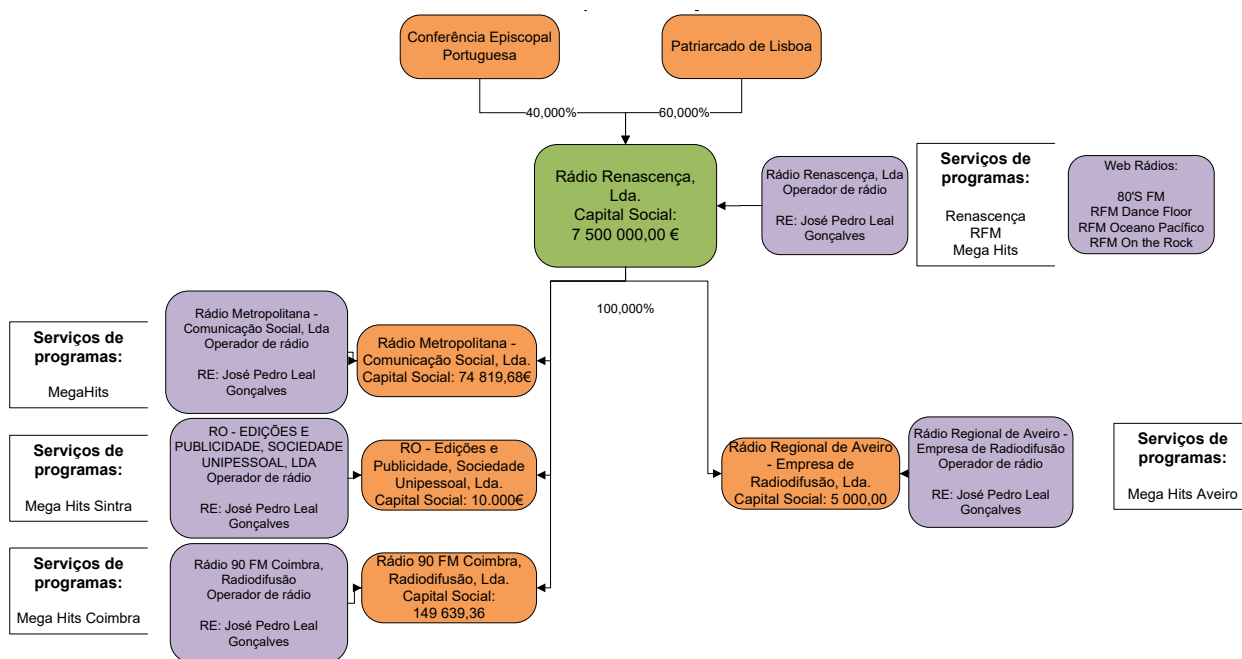 Conferência Episcopal
Portuguesa
Patriarcado de Lisboa
40,000%
60,000%
Rádio Renascença,
Lda.
Capital Social:
7 500 000,00 €
Rádio Renascença, Lda
Operador de rádio
RE: José Pedro Leal
Gonçalves
Serviços de
programas:
Renascença
RFM
Mega Hits
Web Rádios:
80'S FM
RFM Dance Floor
RFM Oceano Pacífico
RFM On the Rock
100,000%
Serviços de
programas:
MegaHits
Rádio Metropolitana -
Comunicação Social, Lda
Operador de rádio
RE: José Pedro Leal
Gonçalves
Rádio Metropolitana -
Comunicação Social, Lda.
Capital Social: 74 819,68€
Serviços de
programas:
Mega Hits Sintra
RO - EDIÇÕES E
PUBLICIDADE, SOCIEDADE
UNIPESSOAL, LDA
Operador de rádio
RE: José Pedro Leal
Gonçalves
RO - Edições e
Publicidade, Sociedade
Unipessoal, Lda.
Capital Social: 10.000€
Rádio Regional de Aveiro
- Empresa de
Radiodifusão, Lda.
Capital Social: 5 000,00
Rádio Regional de Aveiro -
Empresa de Radiodifusão
Operador de rádio
RE: José Pedro Leal
Gonçalves
Serviços de
programas:
Mega Hits Aveiro
Serviços de
programas:
Mega Hits Coimbra
Rádio 90 FM Coimbra,
Radiodifusão
Operador de rádio
RE: José Pedro Leal
Gonçalves
Rádio 90 FM Coimbra,
Radiodifusão, Lda.
Capital Social:
149 639,36